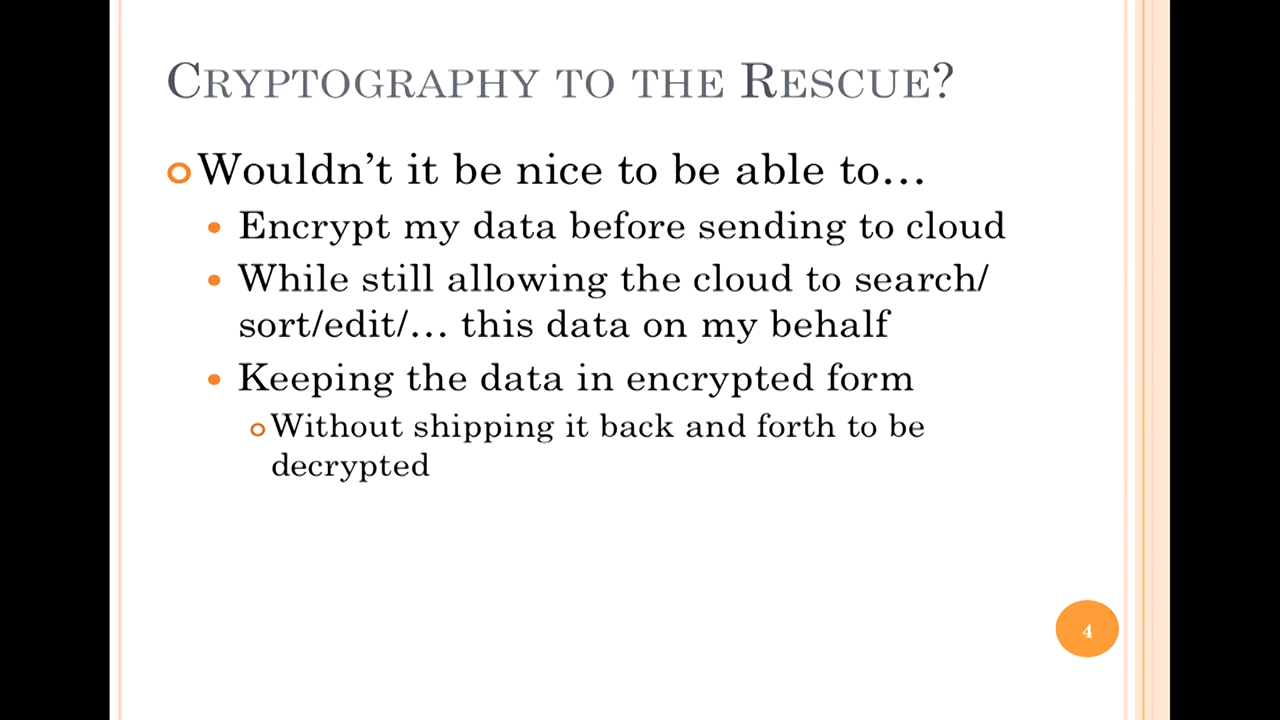 CRYPTOGRAPHY TO THE RESCUE?
Wouldn't it be nice to be able to…
Encrypt my data before sending to cloud
While still allowing the cloud to search/
sort/edit/… this data on my behalf
Keeping the data in encrypted form
Without shipping it back and forth to be
decrypted
4